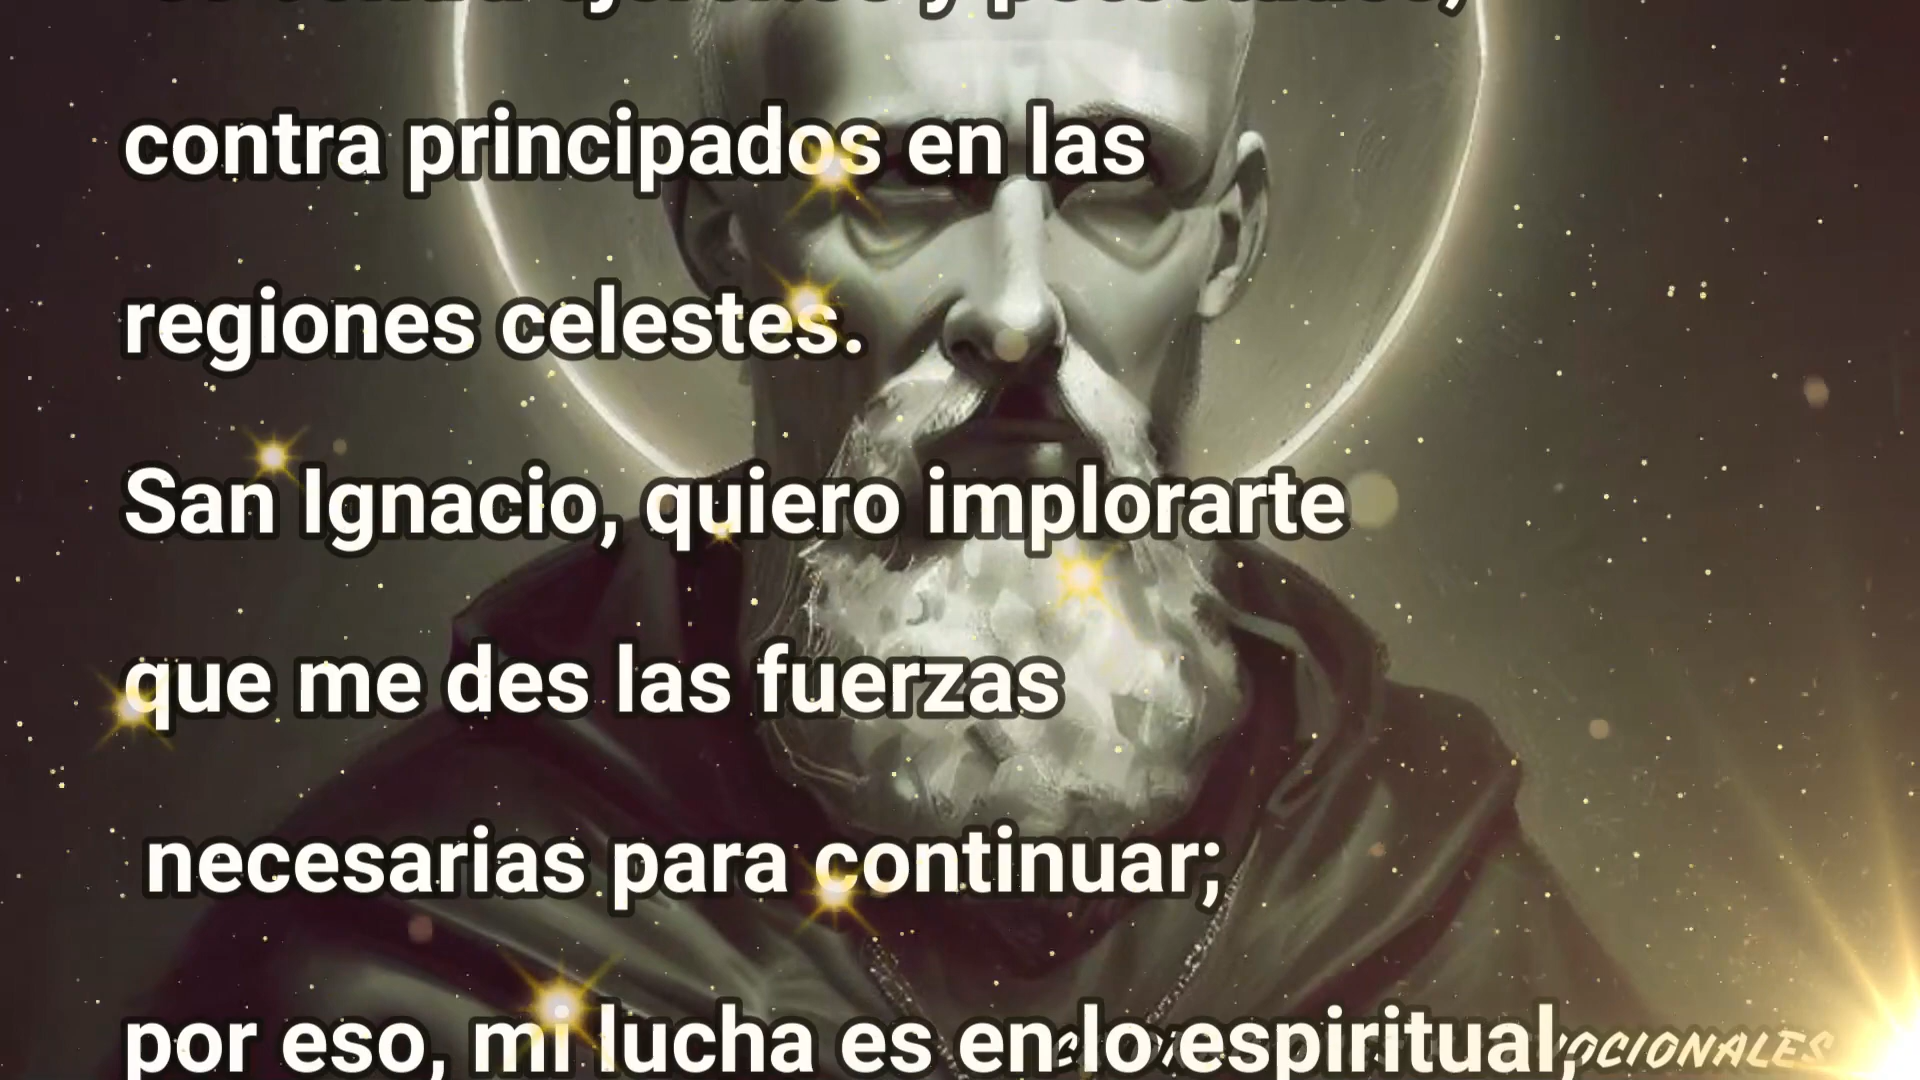 contra principados en las
regiones celestes.
San Ignacio, quiero implorarte
que me des las fuerzas
necesarias para continuar;
por eso, mi lucha es en lo espiritual,